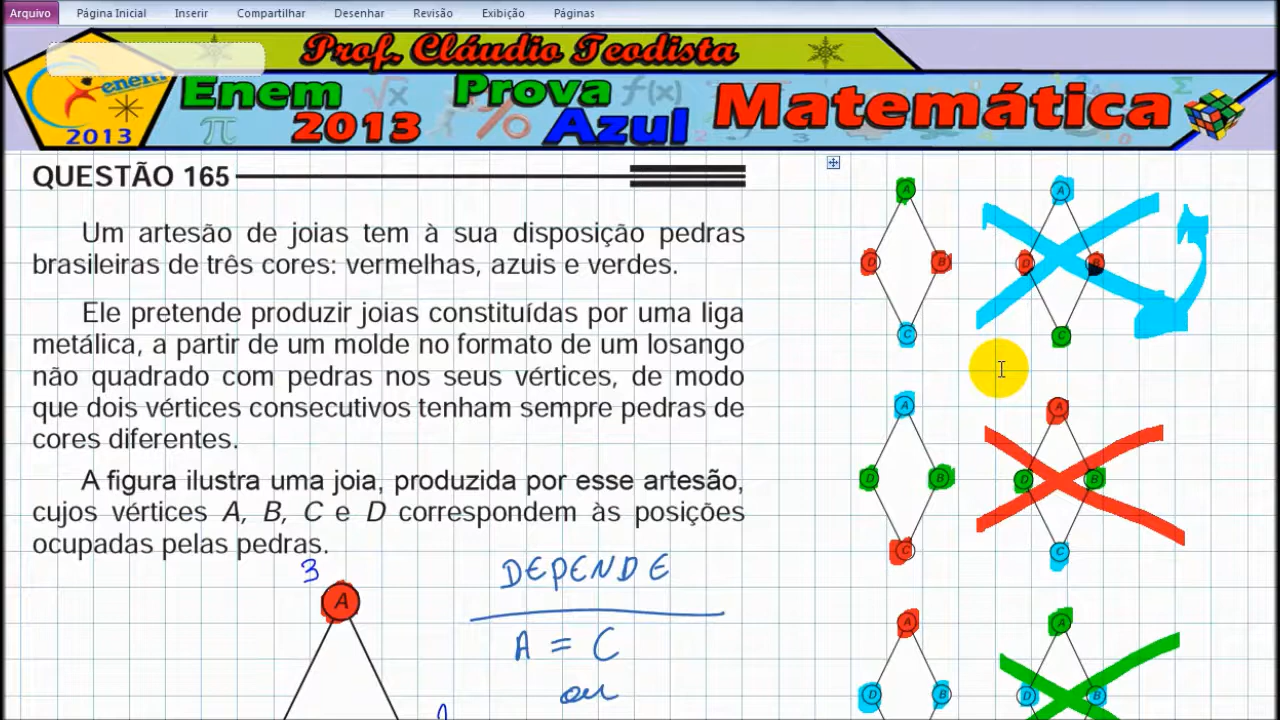 Arquivo Página Inicial Inserir Compartilhar Desenhar Revisão Exibição Páginas
Prof. Cláudio Teodista
enem
2013
Enem
2013
Prova
Azul
Matemática
QUESTÃO 165
Um artesão de joias tem à sua disposição pedras
brasileiras de três cores: vermelhas, azuis e verdes.
Ele pretende produzir joias constituídas por uma liga
metálica, a partir de um molde no formato de um losango
não quadrado com pedras nos seus vértices, de modo
que dois vértices consecutivos tenham sempre pedras de
cores diferentes.
A figura ilustra uma joia, produzida por esse artesão,
cujos vértices A, B, C e D correspondem às posições
ocupadas pelas pedras.
3
A
DEPENDE
A = C
ou
A A
D B D B
C C
A A
D B D B
C C
A A
D B D B